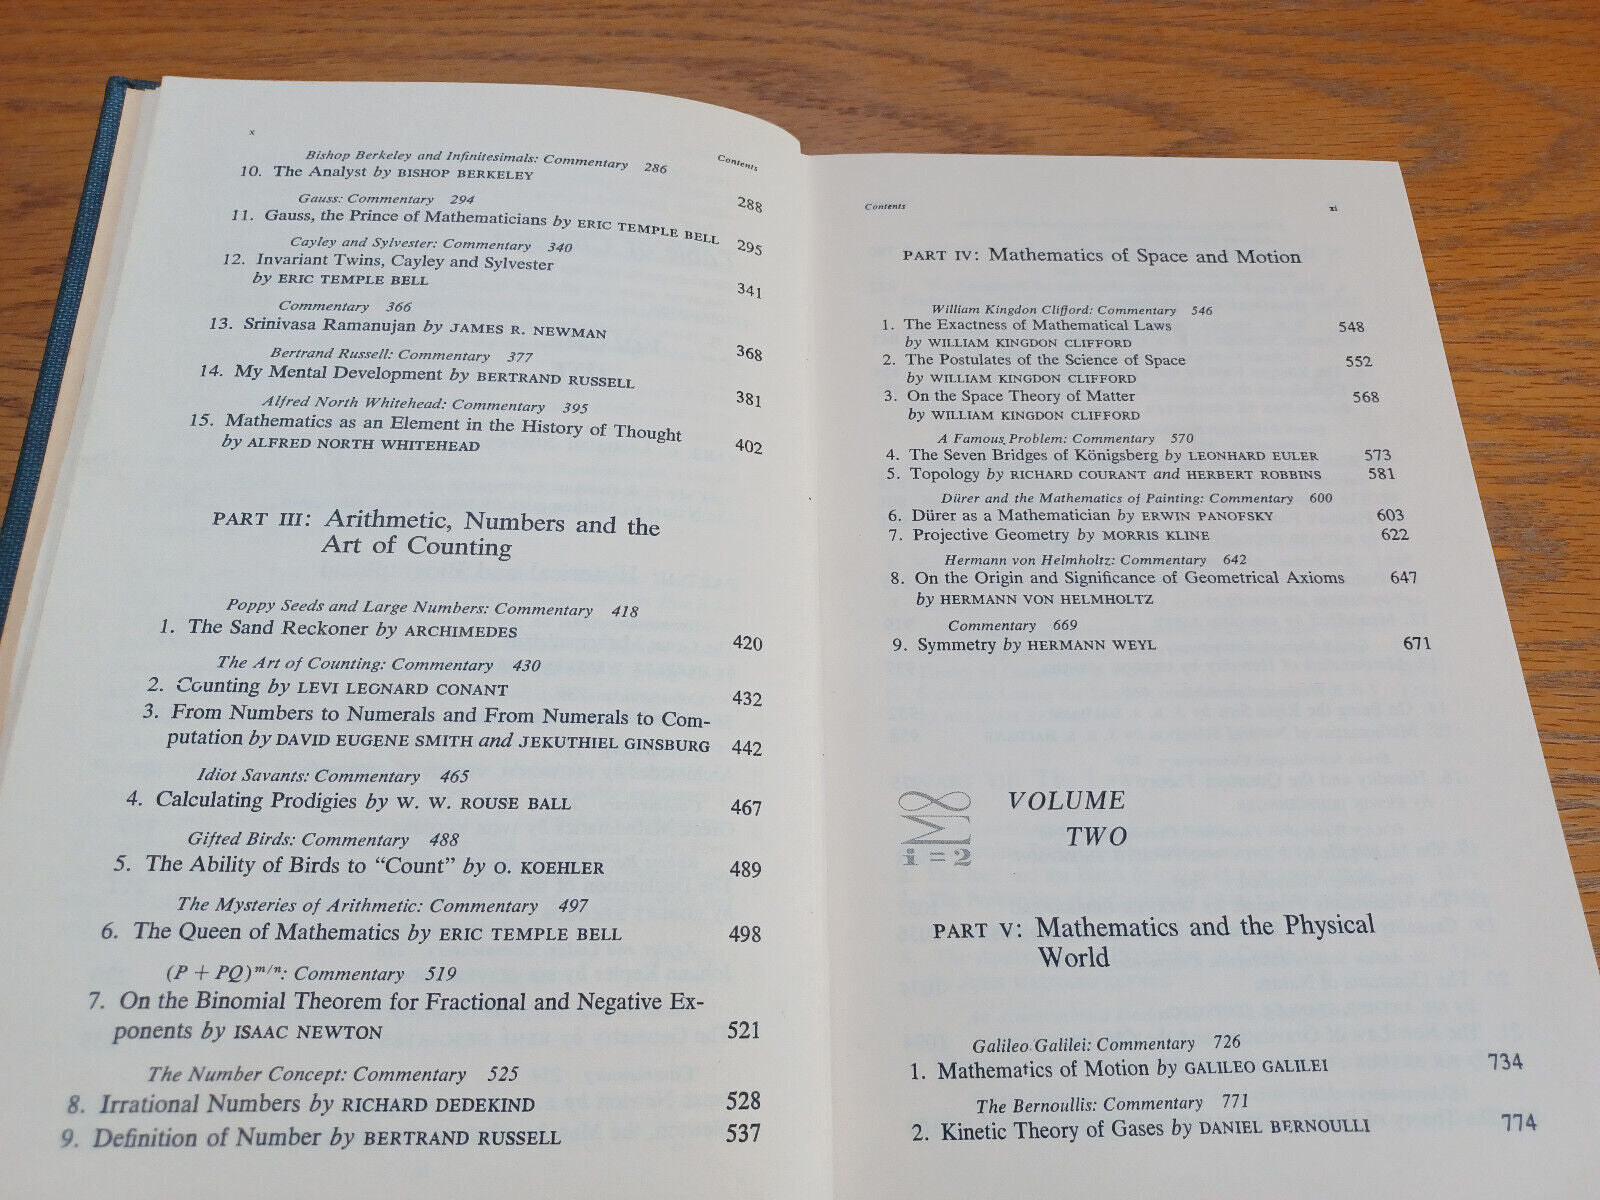 x
Contents
Bishop Berkeley and Infinitesimals: Commentary 286
10. The Analyst by BISHOP BERKELEY 288
Gauss: Commentary 294
11. Gauss, the Prince of Mathematicians by ERIC TEMPLE BELL 295
Cayley and Sylvester: Commentary 340
12. Invariant Twins, Cayley and Sylvester
by ERIC TEMPLE BELL 341
Commentary 366
13. Srinivasa Ramanujan by JAMES R. NEWMAN 368
Bertrand Russell: Commentary 377
14. My Mental Development by BERTRAND RUSSELL 381
Alfred North Whitehead: Commentary 395
15. Mathematics as an Element in the History of Thought
by ALFRED NORTH WHITEHEAD 402
PART III: Arithmetic, Numbers and the
Art of Counting
Poppy Seeds and Large Numbers: Commentary 418
1. The Sand Reckoner by ARCHIMEDES 420
The Art of Counting: Commentary 430
2. Counting by LEVI LEONARD CONANT 432
3. From Numbers to Numerals and From Numerals to Com-
putation by DAVID EUGENE SMITH and JEKUTHIEL GINSBURG 442
Idiot Savants: Commentary 465
4. Calculating Prodigies by W. W. ROUSE BALL 467
Gifted Birds: Commentary 488
5. The Ability of Birds to "Count" by O. KOEHLER 489
The Mysteries of Arithmetic: Commentary 497
6. The Queen of Mathematics by ERIC TEMPLE BELL 498
(P + PQ)^m/n: Commentary 519
7. On the Binomial Theorem for Fractional and Negative Ex-
ponents by ISAAC NEWTON 521
The Number Concept: Commentary 525
8. Irrational Numbers by RICHARD DEDEKIND 528
9. Definition of Number by BERTRAND RUSSELL 537
Contents
xi
PART IV: Mathematics of Space and Motion
William Kingdon Clifford: Commentary 546
1. The Exactness of Mathematical Laws 548
by WILLIAM KINGDON CLIFFORD
2. The Postulates of the Science of Space 552
by WILLIAM KINGDON CLIFFORD
3. On the Space Theory of Matter 568
by WILLIAM KINGDON CLIFFORD
A Famous Problem: Commentary 570
4. The Seven Bridges of Königsberg by LEONHARD EULER 573
5. Topology by RICHARD COURANT and HERBERT ROBBINS 581
Dürer and the Mathematics of Painting: Commentary 600
6. Dürer as a Mathematician by ERWIN PANOFSKY 603
7. Projective Geometry by MORRIS KLINE 622
Hermann von Helmholtz: Commentary 642
8. On the Origin and Significance of Geometrical Axioms 647
by HERMANN VON HELMHOLTZ
Commentary 669
9. Symmetry by HERMANN WEYL 671
∞
M
i = 2
VOLUME
TWO
PART V: Mathematics and the Physical
World
Galileo Galilei: Commentary 726
1. Mathematics of Motion by GALILEO GALILEI 734
The Bernoullis: Commentary 771
2. Kinetic Theory of Gases by DANIEL BERNOULLI 774